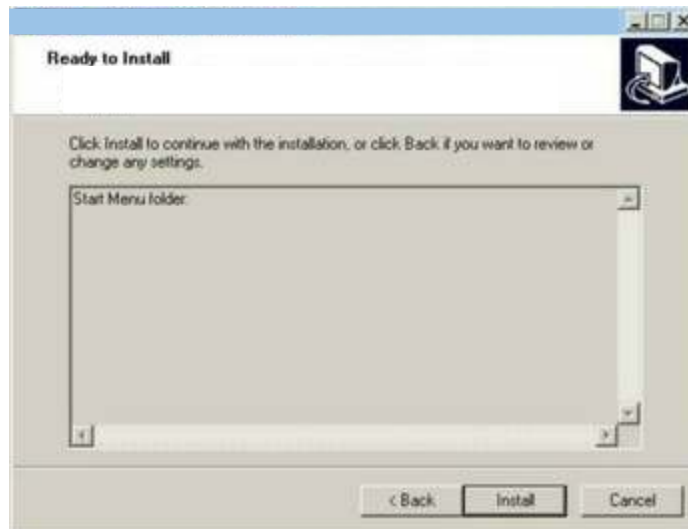 Ready to Install
Click Install to continue with the installation, or click Back if you want to review or
change any settings.
Start Menu folder:
< Back
Install
Cancel